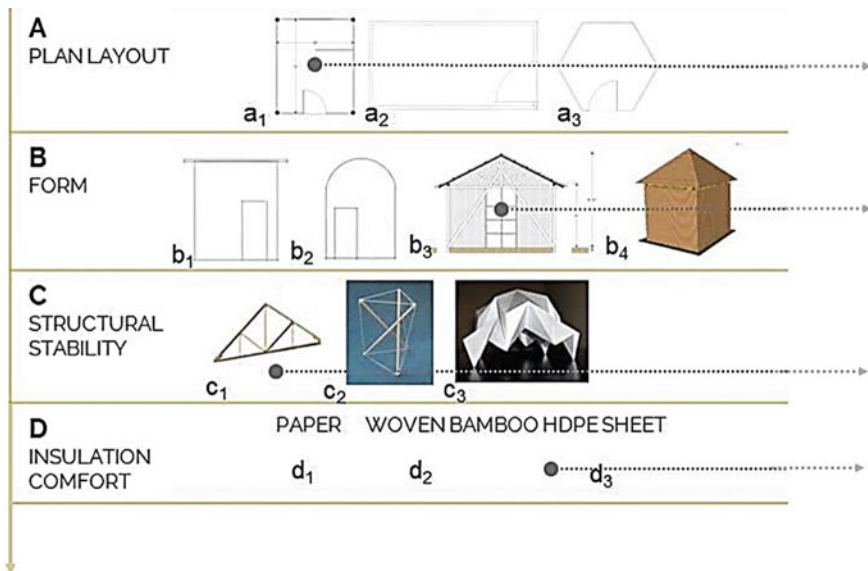 A
PLAN LAYOUT
a1
a2
a3
B
FORM
b1
b2
b3
b4
C
STRUCTURAL
STABILITY
c1
c2
c3
D
INSULATION
COMFORT
PAPER WOVEN BAMBOO HDPE SHEET
d1
d2
d3